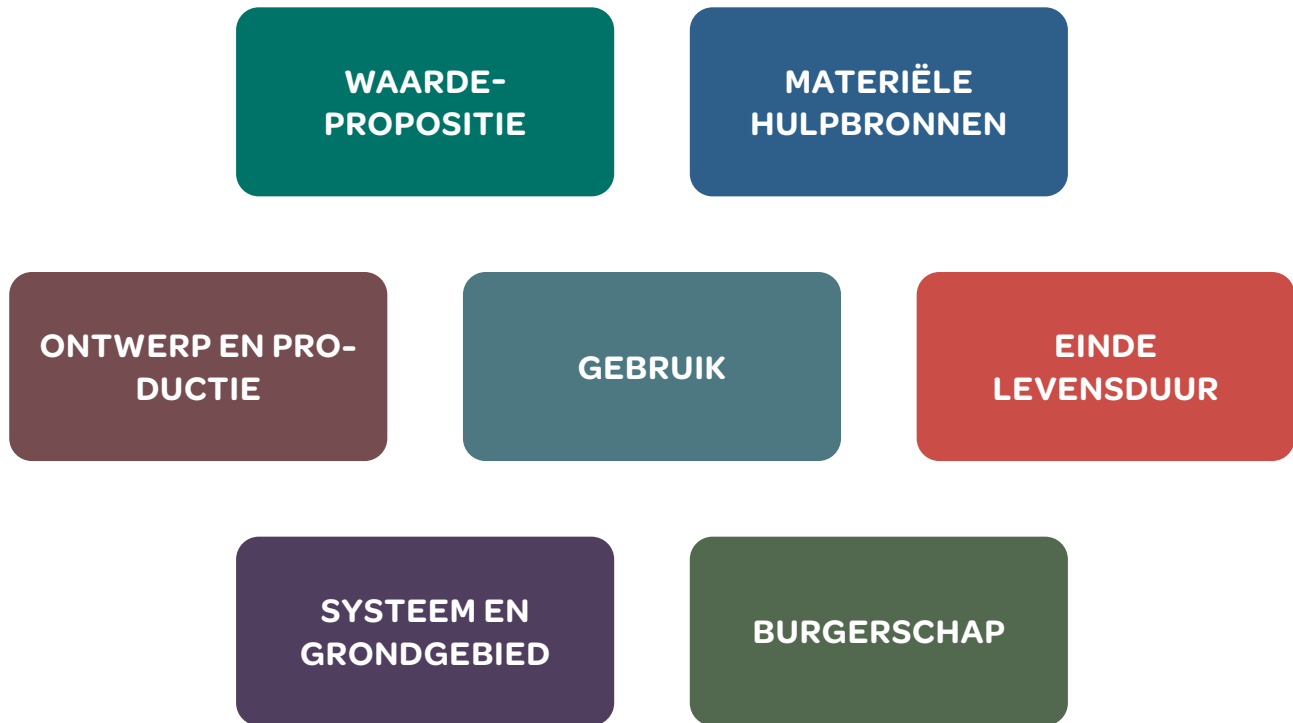 WAARDE-
PROPOSITIE
MATERIËLE
HULPBRONNEN
ONTWERP EN PRO-
DUCTIE
GEBRUIK
EINDE
LEVENSDUUR
SYSTEEM EN
GRONDGEBIED
BURGERSCHAP